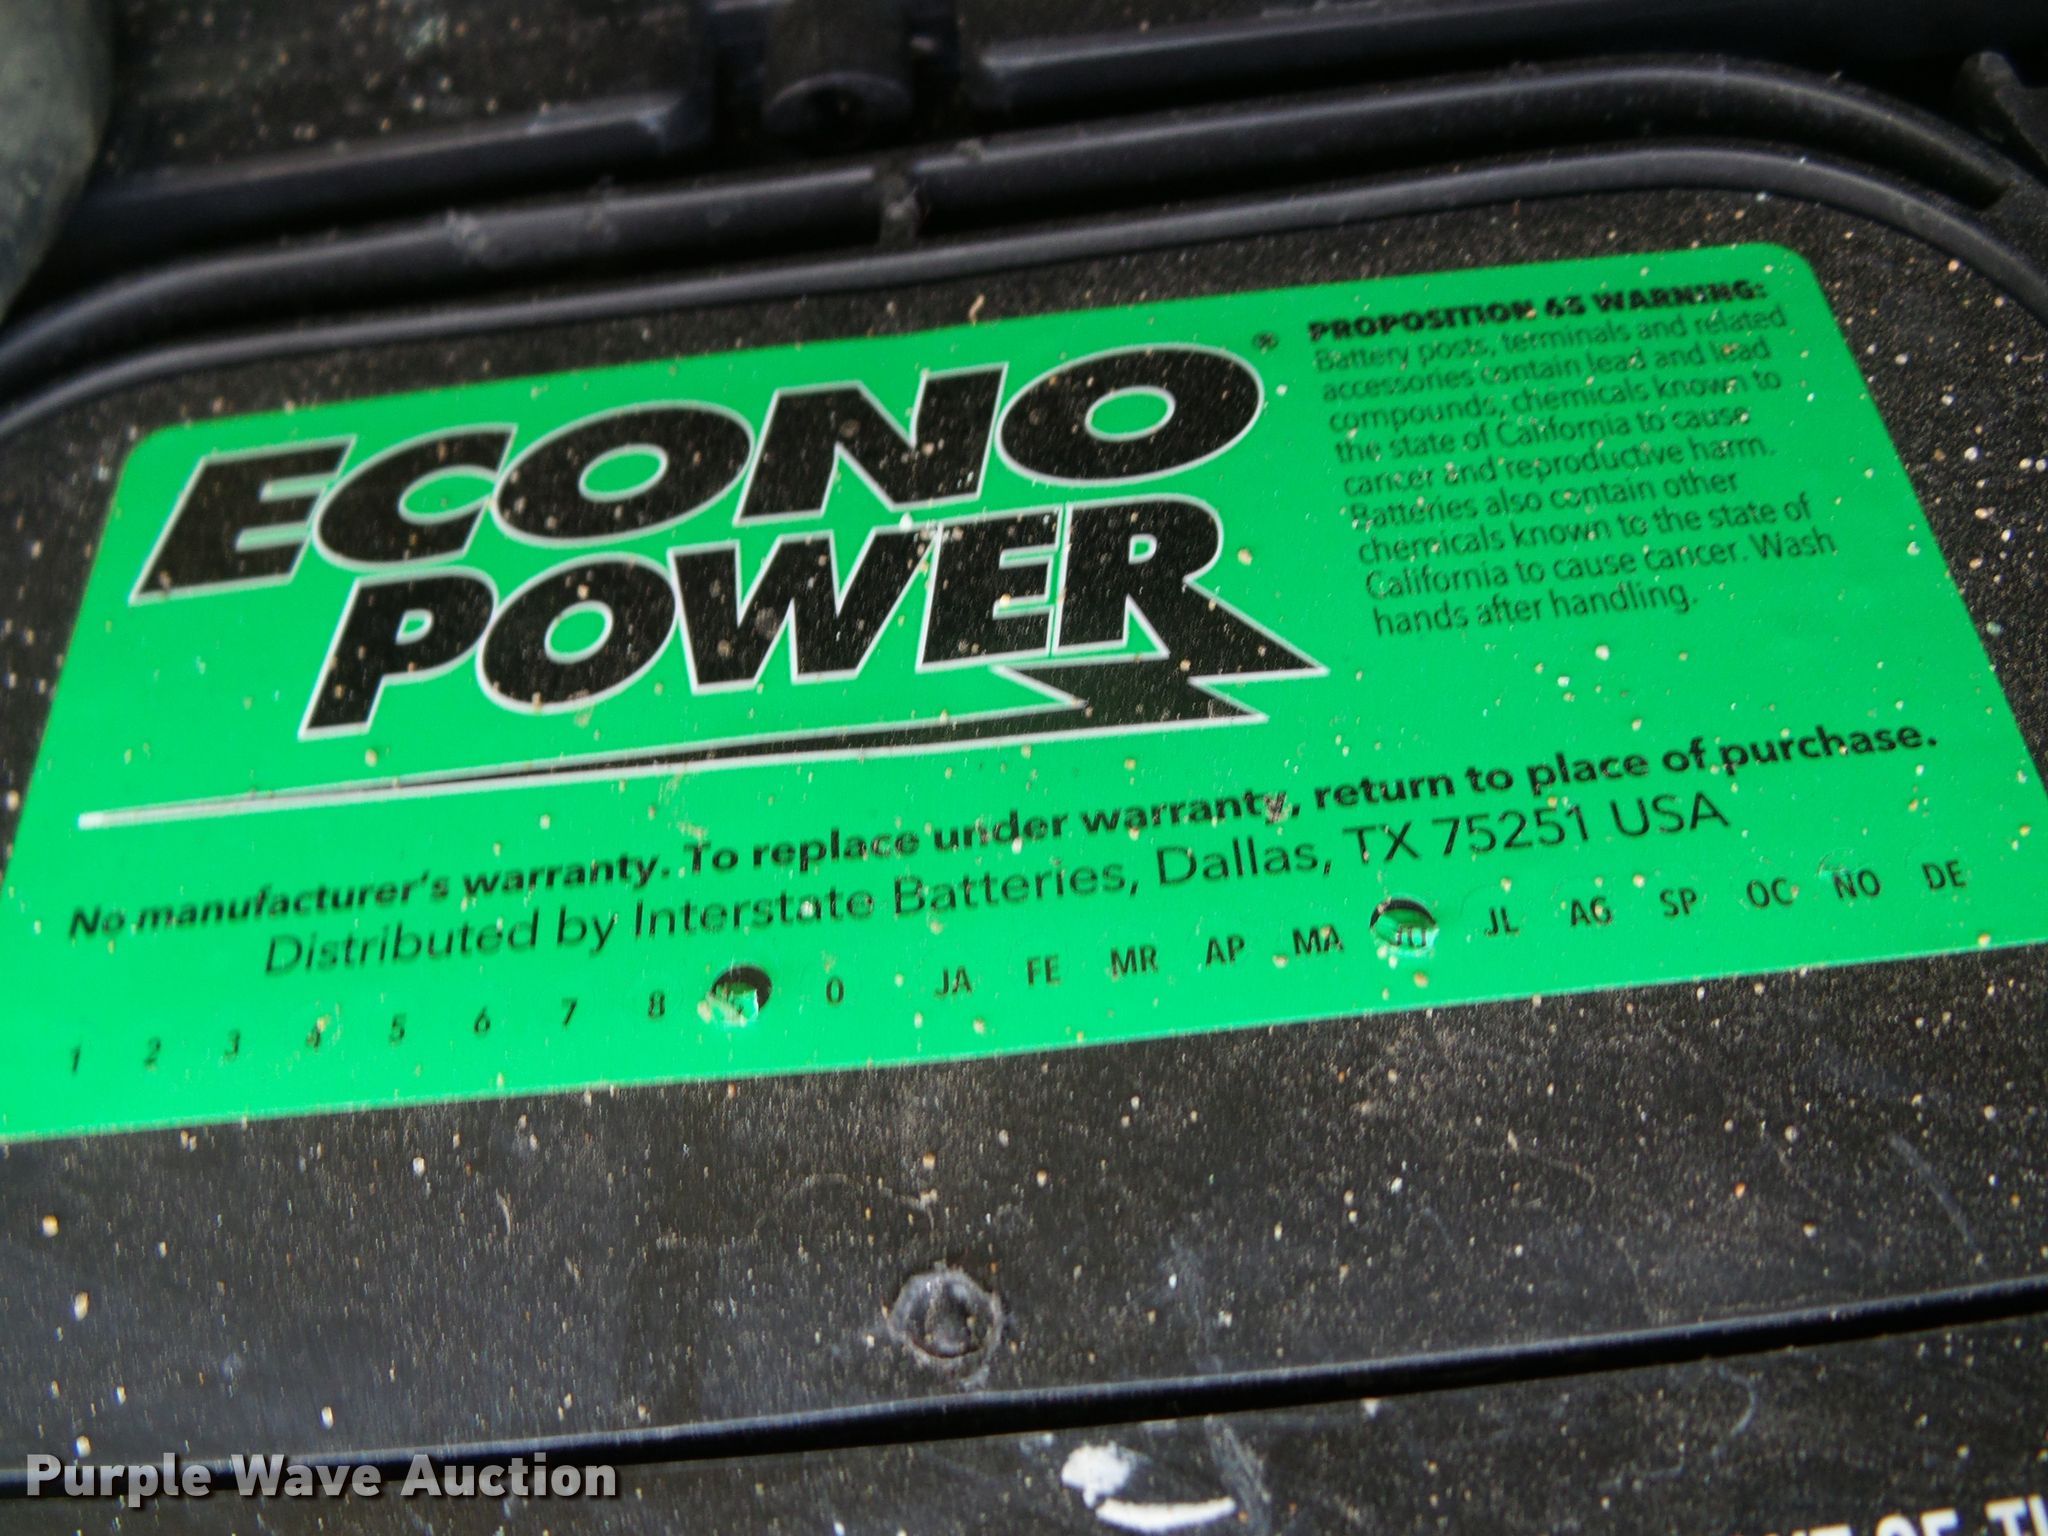 ECONO
POWER
®
PROPOSITION 65 WARNING:
Battery posts, terminals and related
accessories contain lead and lead
compounds, chemicals known to
the state of California to cause
cancer and reproductive harm.
Batteries also contain other
chemicals known to the state of
California to cause cancer. Wash
hands after handling.
No manufacturer's warranty. To replace under warranty, return to place of purchase.
Distributed by Interstate Batteries, Dallas, TX 75251 USA
1 2 3 4 5 6 7 8 0 JA FE MR AP MA JL AG SP OC NO DE
Purple Wave Auction